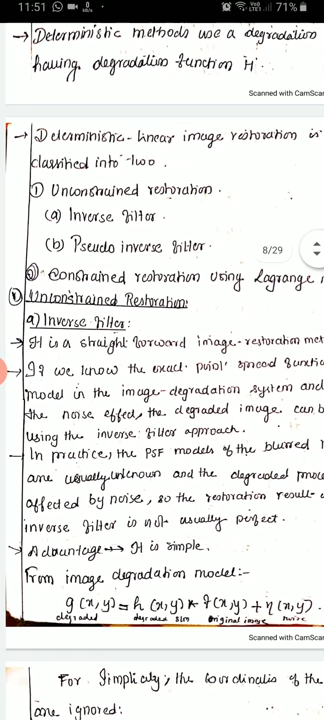 11:51 71%
→ Deterministic methods use a degradation
having degradation function H.
Scanned with CamScan
→ Deterministic - linear image restoration is
classified into two.
① Unconstrained restoration.
(a) Inverse filter.
(b) Pseudo inverse filter.
8/29
② Constrained restoration using Lagrange
① Unconstrained Restoration:
a) Inverse filter:
→ It is a straight forward image-restoration met
→ If we know the exact point spread functi
model in the image-degradation system and
the noise effed, the degraded image can b
using the inverse filter approach.
– In practice, the PSF models of the blurred
are usually unknown and the degraded proce
affected by noise, so the restoration result
inverse filter is not usually perfect.
→ Advantage → It is simple.
From image degradation model:-
g(x,y) = h(x,y) * f(x,y) + η(x,y).
degraded degraded sm original image noise
Scanned with CamScan
For Simplicity, the coordinates of the
are ignored: